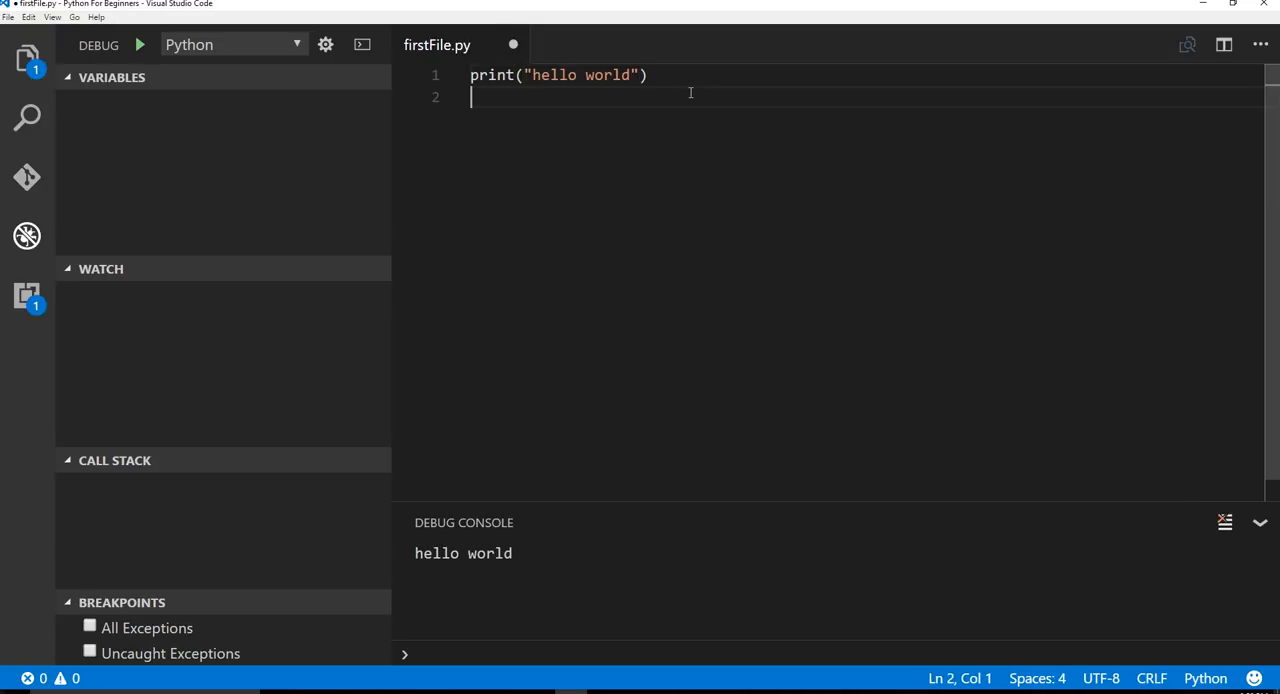 ● firstFile.py - Python For Beginners - Visual Studio Code
File Edit View Go Help
DEBUG Python
firstFile.py
VARIABLES
1 print("hello world")
2
WATCH
CALL STACK
DEBUG CONSOLE
hello world
BREAKPOINTS
All Exceptions
Uncaught Exceptions
1
1
0 0 Ln 2, Col 1 Spaces: 4 UTF-8 CRLF Python